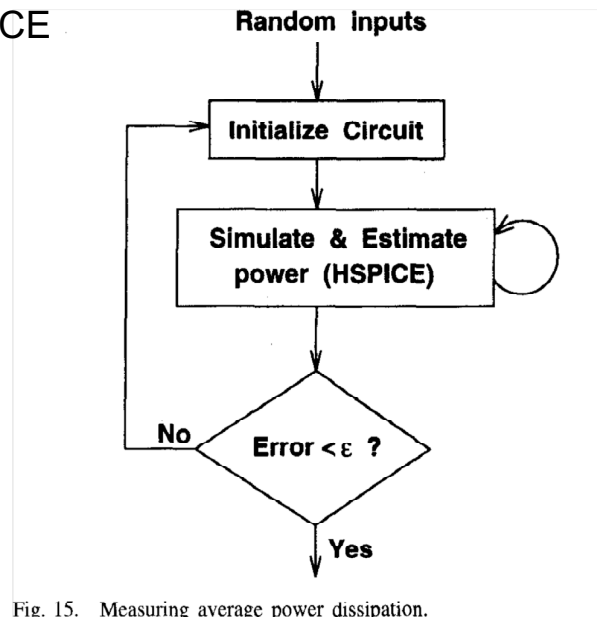 CE
Random inputs
Initialize Circuit
Simulate & Estimate
power (HSPICE)
No
Error < ε ?
Yes
Fig. 15. Measuring average power dissipation.